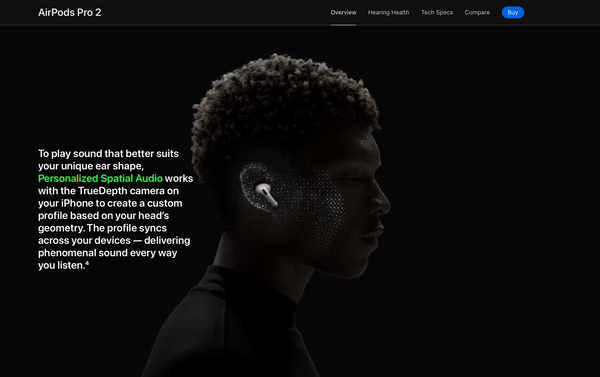 AirPods Pro 2
Overview Hearing Health Tech Specs Compare Buy
To play sound that better suits
your unique ear shape,
Personalized Spatial Audio works
with the TrueDepth camera on
your iPhone to create a custom
profile based on your head’s
geometry. The profile syncs
across your devices — delivering
phenomenal sound every way
you listen.⁴